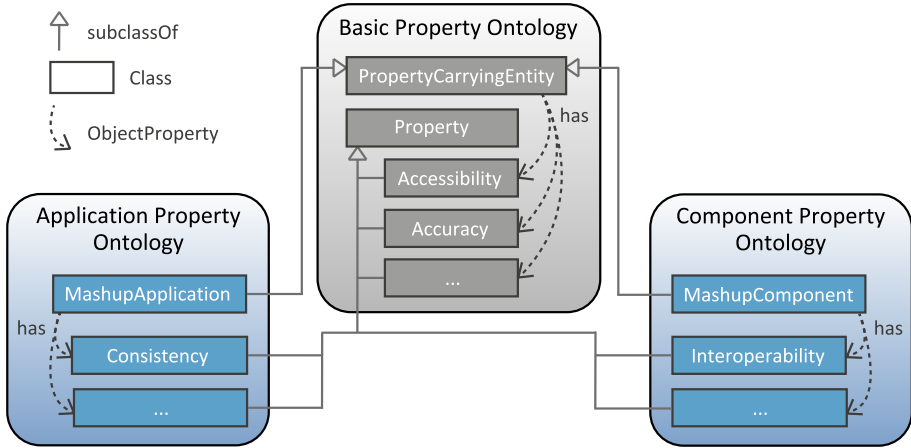 subclassOf
Class
ObjectProperty
Basic Property Ontology
PropertyCarryingEntity
has
Property
Accessibility
Accuracy
...
Application Property
Ontology
MashupApplication
has
Consistency
...
Component Property
Ontology
MashupComponent
has
Interoperability
...